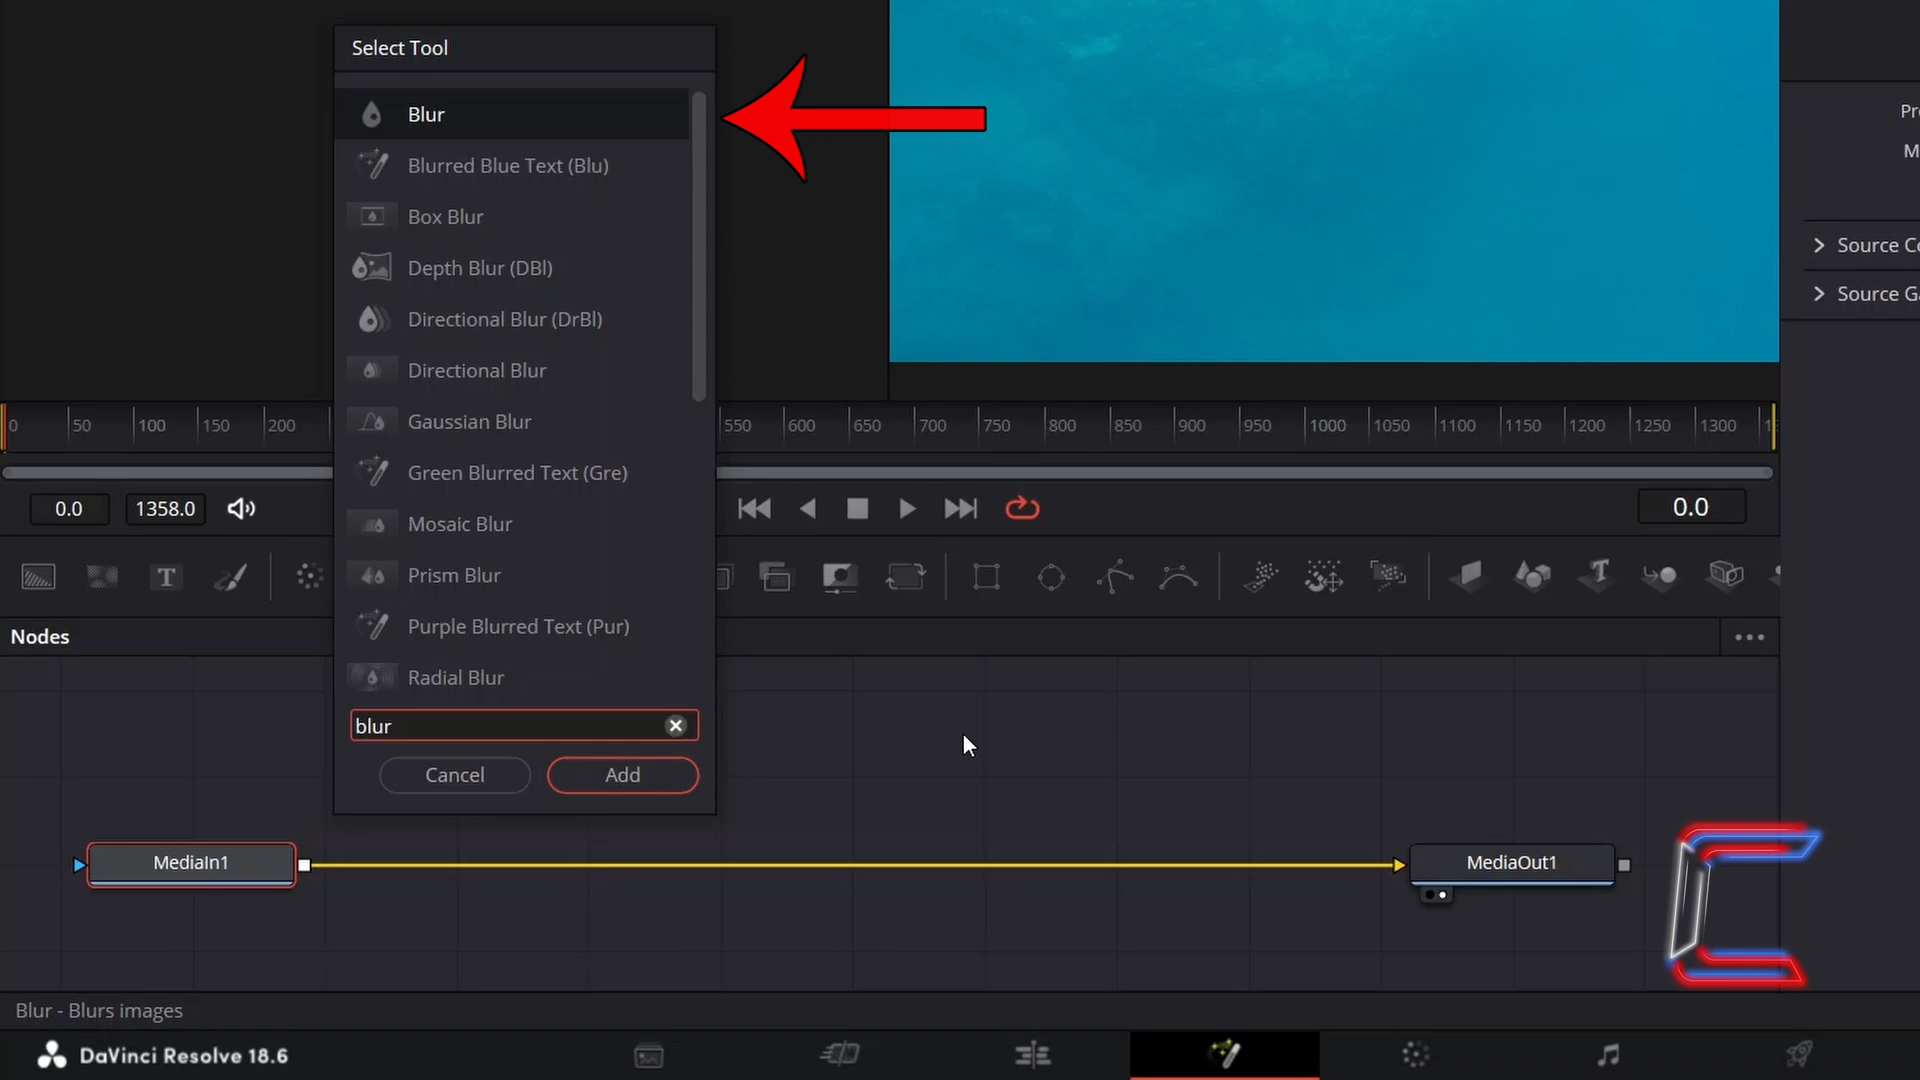 Select Tool
Blur
Blurred Blue Text (Blu)
Box Blur
Depth Blur (DBl)
Directional Blur (DrBl)
Directional Blur
Gaussian Blur
Green Blurred Text (Gre)
Mosaic Blur
Prism Blur
Purple Blurred Text (Pur)
Radial Blur
blur
Cancel
Add
Source
Source
0 50 100 150 200 550 600 650 700 750 800 850 900 950 1000 1050 1100 1150 1200 1250 1300
0.0 1358.0 0.0
T
Nodes
MediaIn1
MediaOut1
Blur - Blurs images
DaVinci Resolve 18.6